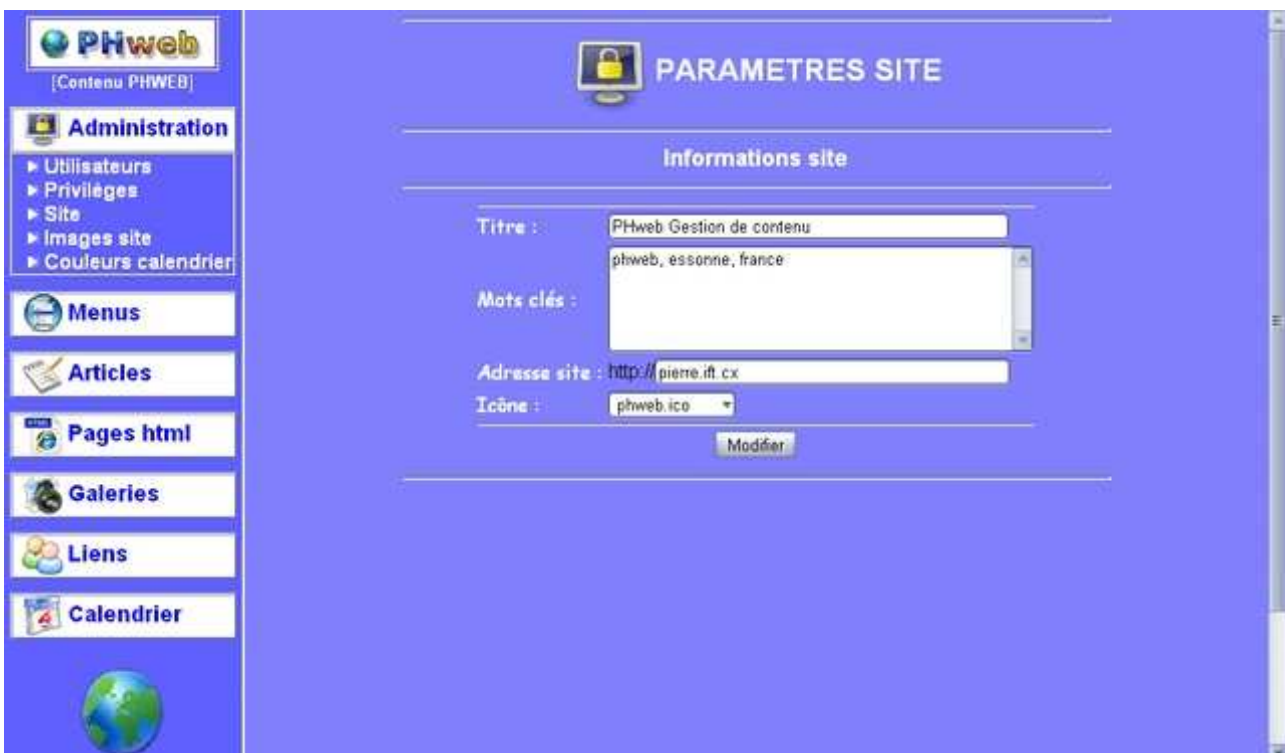 PHweb
[Contenu PHWEB]
Administration
Utilisateurs
Privilèges
Site
Images site
Couleurs calendrier
Menus
Articles
Pages html
Galeries
Liens
Calendrier
PARAMETRES SITE
Informations site
Titre : PHweb Gestion de contenu
Mots clés : phweb, essonne, france
Adresse site : http://pierre.ift.cx
Icône : phweb.ico
Modifier